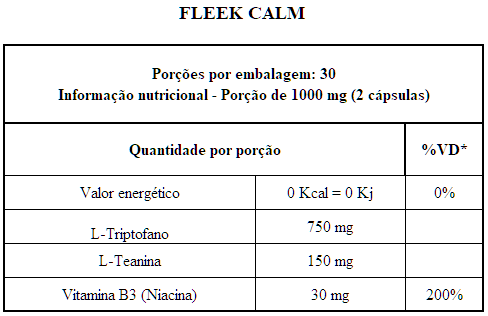 FLEEK CALM
Porções por embalagem: 30
Informação nutricional - Porção de 1000 mg (2 cápsulas)
Quantidade por porção %VD*
Valor energético 0 Kcal = 0 Kj 0%
L-Triptofano 750 mg
L-Teanina 150 mg
Vitamina B3 (Niacina) 30 mg 200%